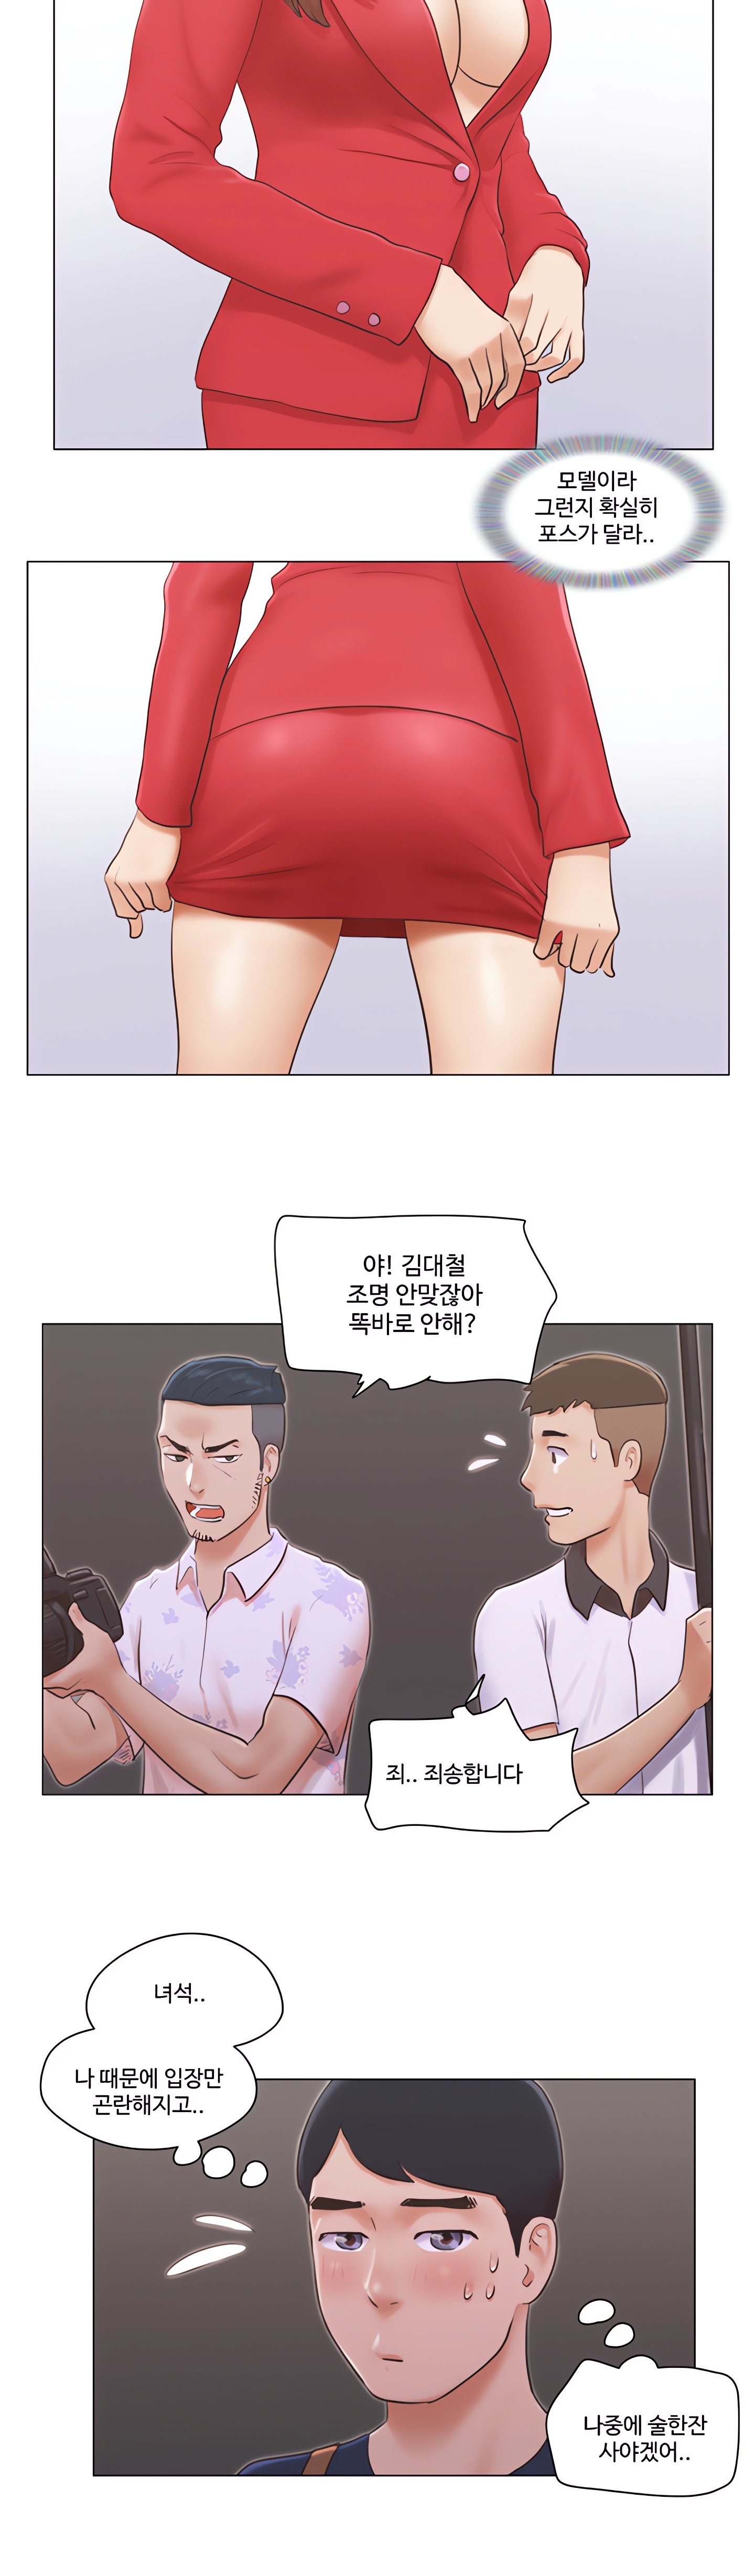 모델이라
그런지 확실히
포스가 달라..
야! 김대철
조명 안맞잖아
똑바로 안해?
죄.. 죄송합니다
녀석..
나 때문에 입장만
곤란해지고..
나중에 술한잔
사야겠어..